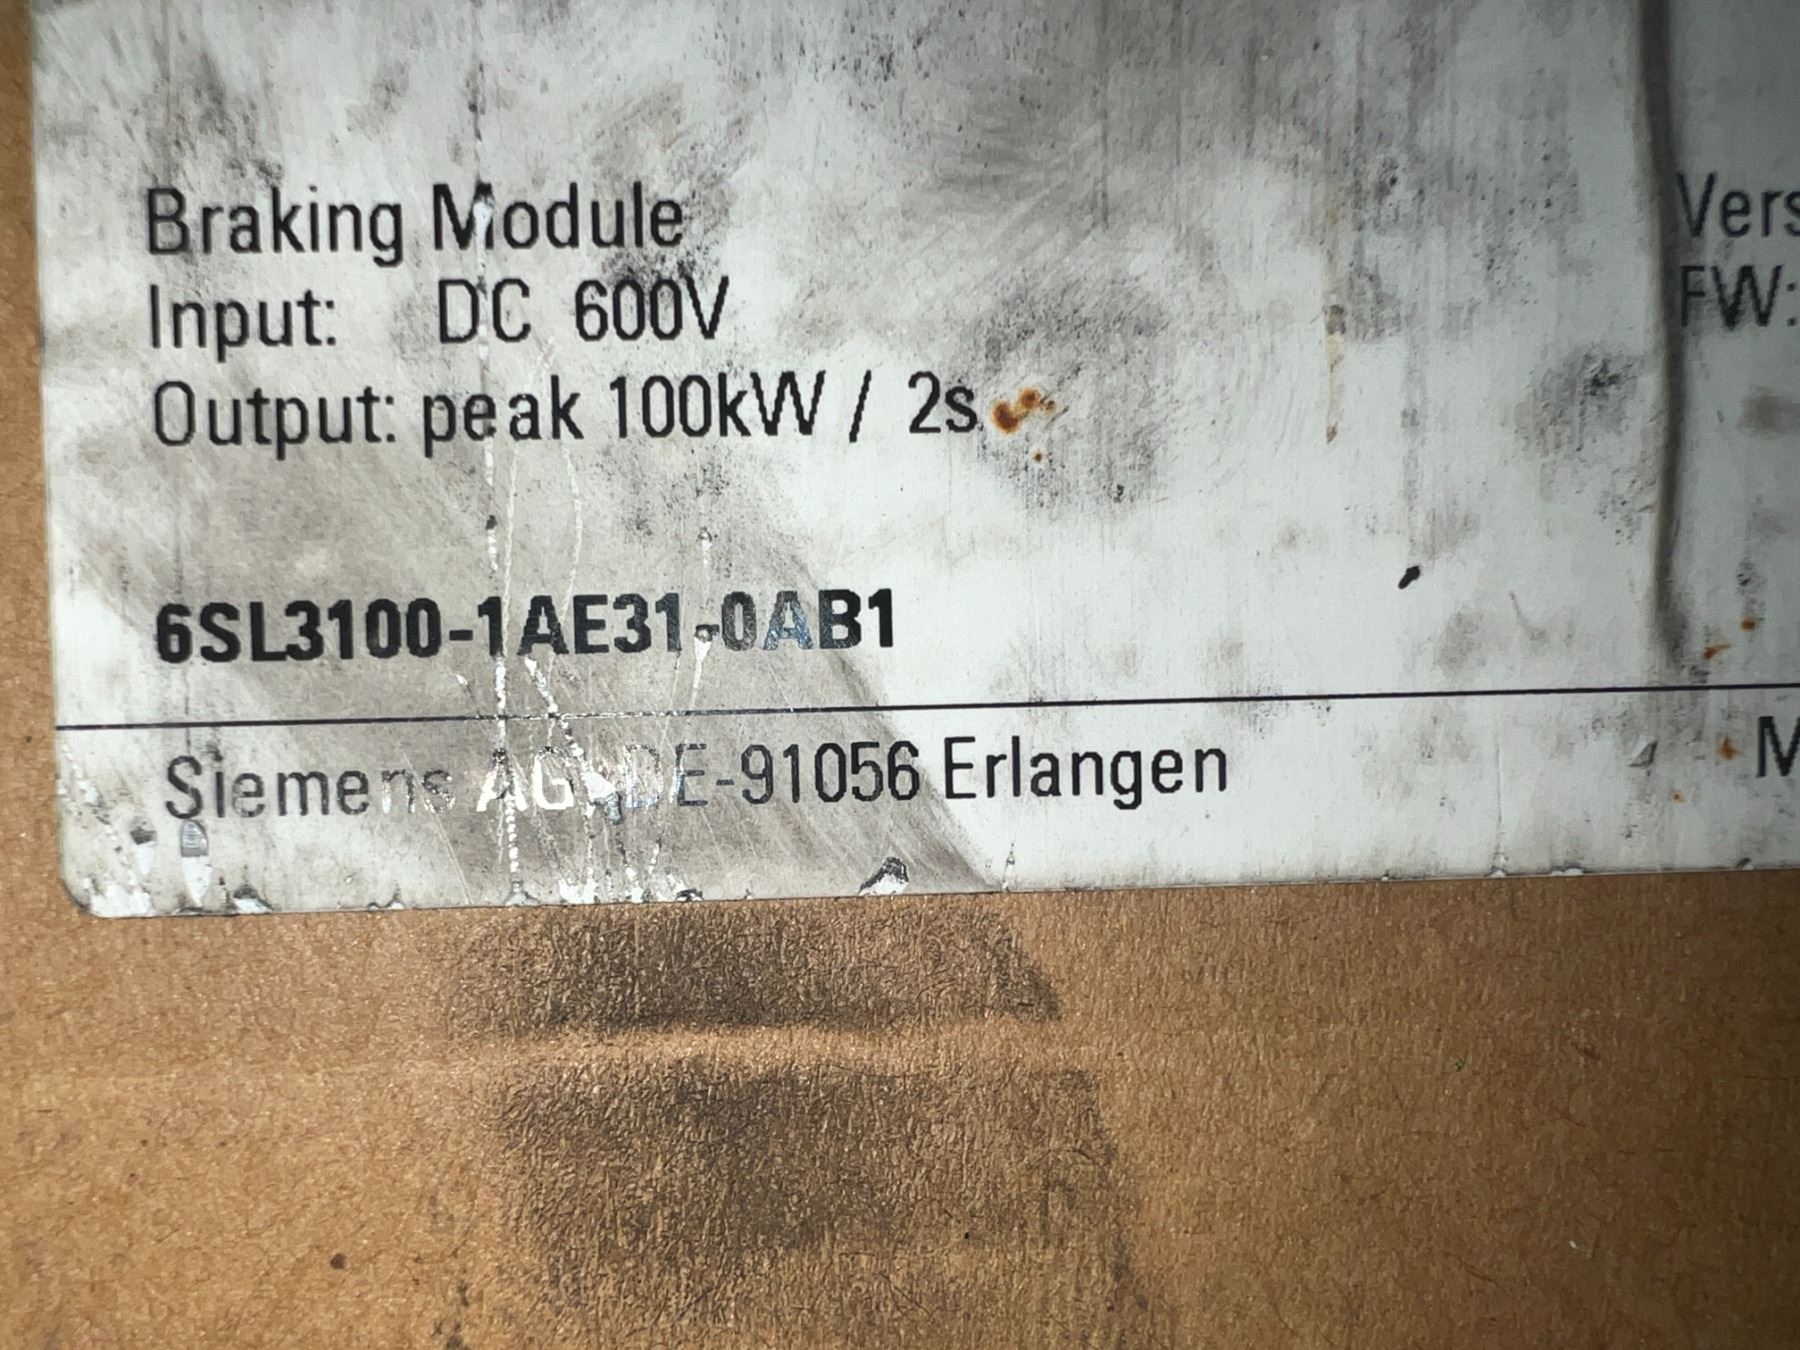 Braking Module
Input: DC 600V
Output: peak 100kW / 2s
6SL3100-1AE31-0AB1
Siemens AG, DE-91056 Erlangen
Vers
FW:
M